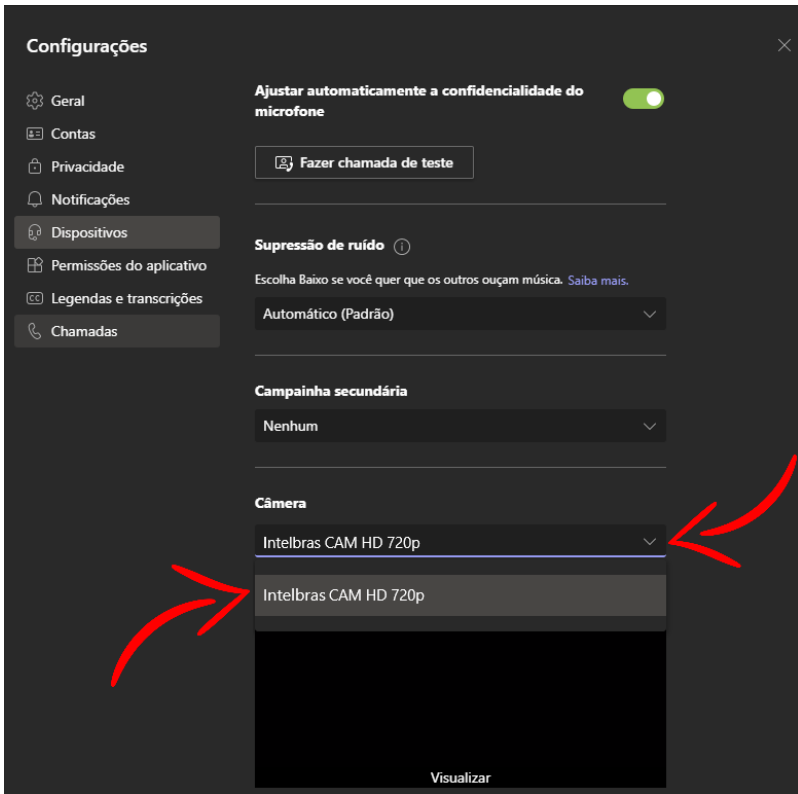 Configurações
Geral
Contas
Privacidade
Notificações
Dispositivos
Permissões do aplicativo
CC Legendas e transcrições
Chamadas
Ajustar automaticamente a confidencialidade do
microfone
Fazer chamada de teste
Supressão de ruído
Escolha Baixo se você quer que os outros ouçam música. Saiba mais.
Automático (Padrão)
Campainha secundária
Nenhum
Câmera
Intelbras CAM HD 720p
Intelbras CAM HD 720p
Visualizar